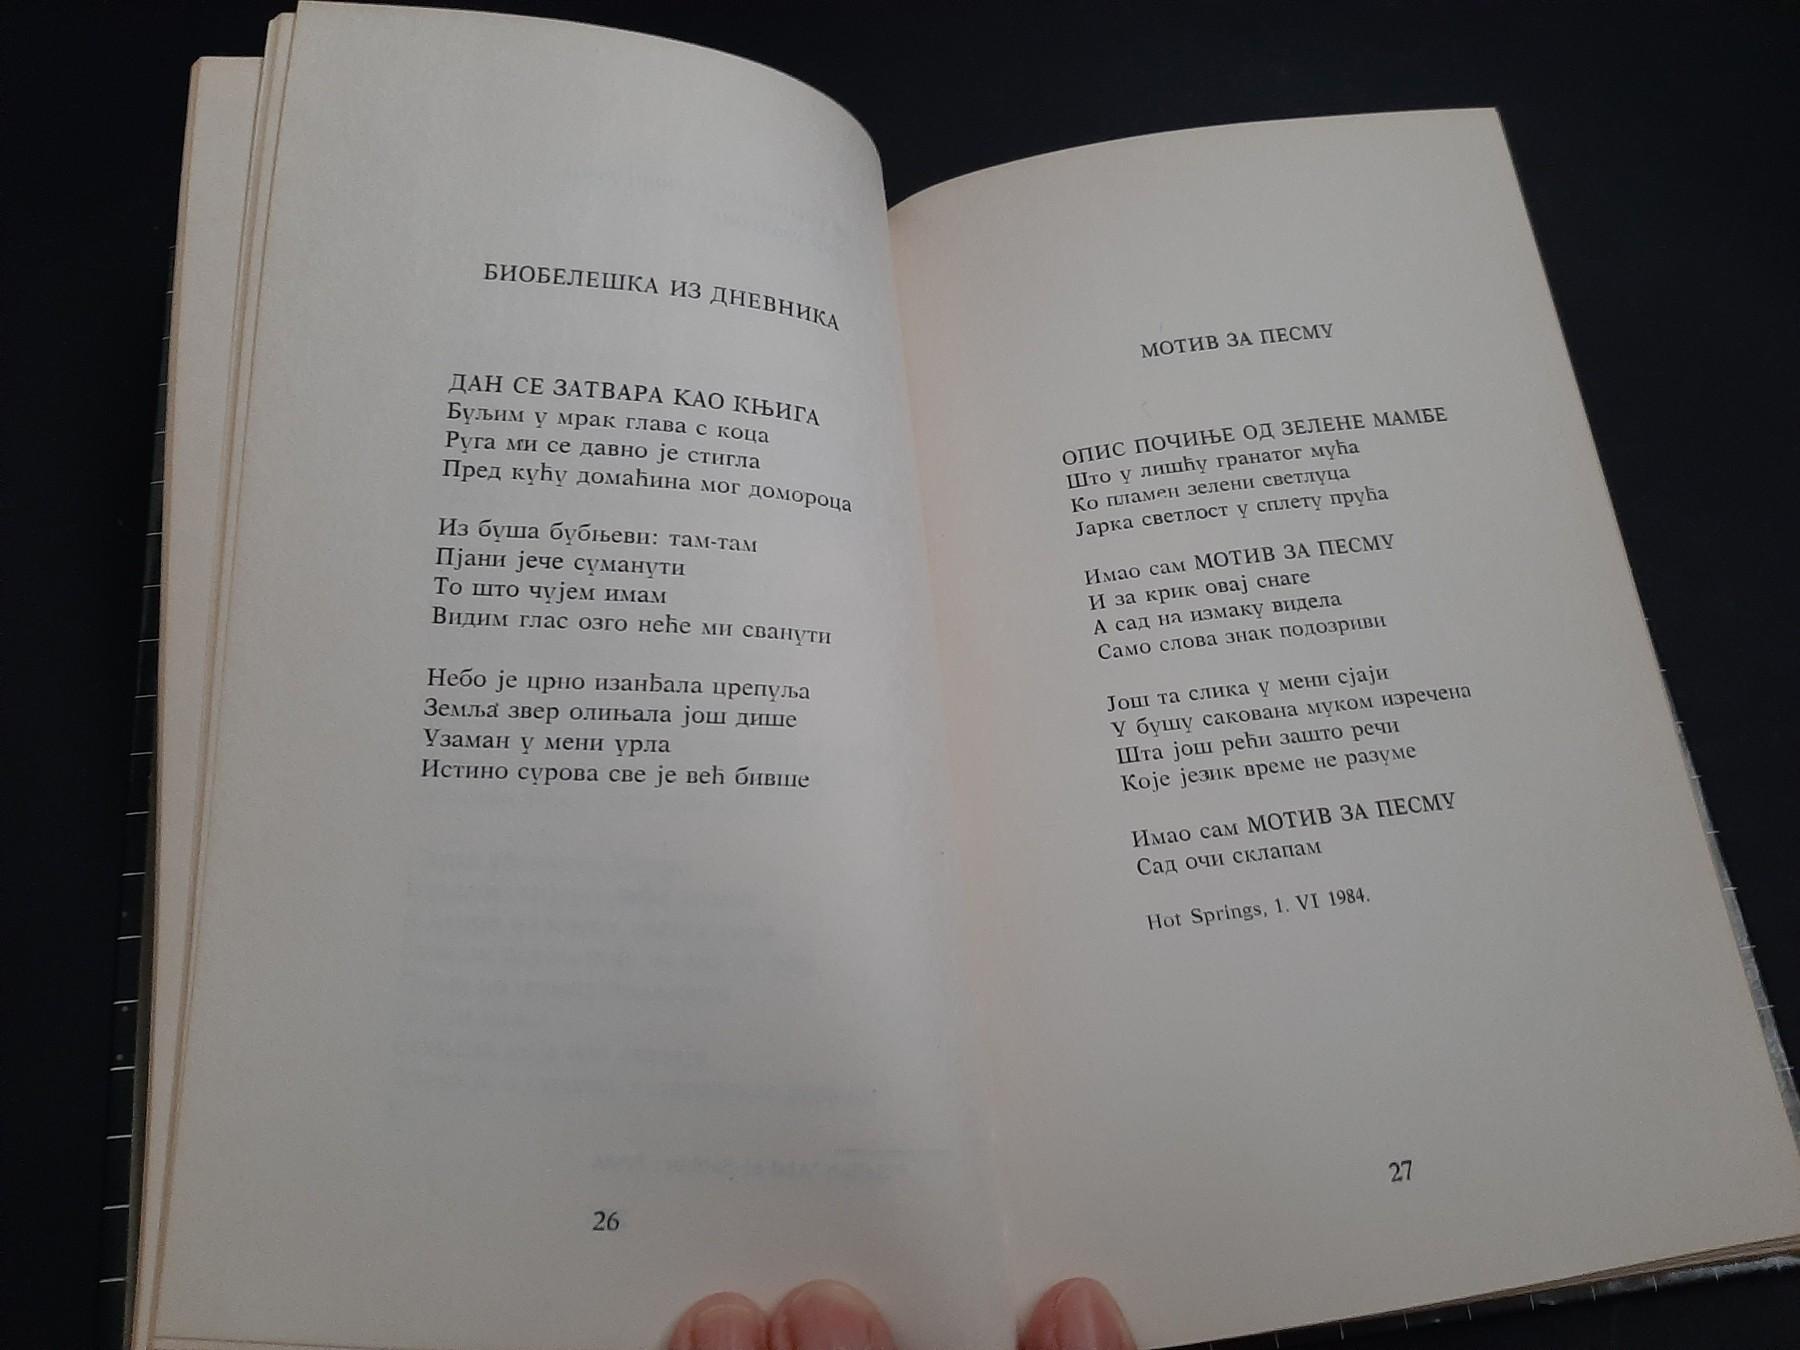 БИОБЕЛЕШКА ИЗ ДНЕВНИКА
ДАН СЕ ЗАТВАРА КАО КЊИГА
Буљим у мрак глава с коца
Руга ми се давно је стигла
Пред кућу домаћина мог домороца
Из буша бубњеви: там-там
Пјани јече сумануti
То што чујем имам
Видим глас озго неће ми сванути
Небо је црно изанђала црепуља
Земља звер олињала још дише
Узаман у мени урла
Истино сурова све је већ бивше
26
МОТИВ ЗА ПЕСМУ
ОПИС ПОЧИЊЕ ОД ЗЕЛЕНЕ МАМБЕ
Што у лишћу гранатог мућа
Ко пламен зелени светлуца
Јарка светлост у сплету прућа
Имао сам МОТИВ ЗА ПЕСМУ
И за крик овај снаге
А сад на измаку видела
Само слова знак подозриви
Још та слика у мени сјаји
У бушу сакована муком изречена
Шта још рећи зашто речи
Које језик време не разуме
Имао сам МОТИВ ЗА ПЕСМУ
Сад очи склапам
Hot Springs, 1. VI 1984.
27